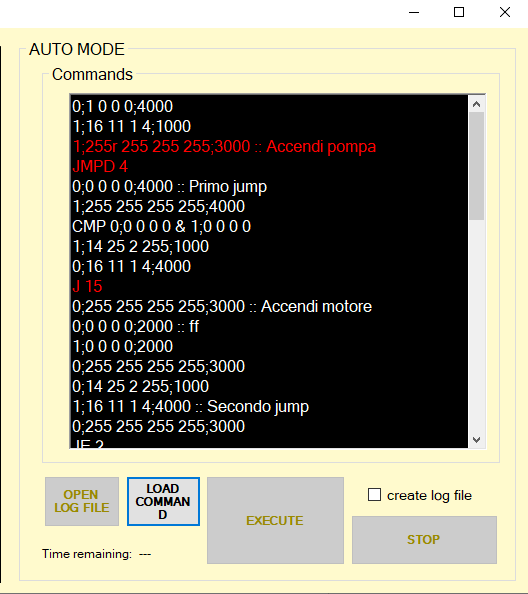 AUTO MODE
Commands
0;1 0 0 0;4000
1;16 11 1 4;1000
1;255r 255 255 255;3000 :: Accendi pompa
JMPD 4
0;0 0 0 0;4000 :: Primo jump
1;255 255 255 255;4000
CMP 0;0 0 0 0 & 1;0 0 0 0
1;14 25 2 255;1000
0;16 11 1 4;4000
J 15
0;255 255 255 255;3000 :: Accendi motore
0;0 0 0 0;2000 :: ff
1;0 0 0 0;2000
0;255 255 255 255;3000
0;14 25 2 255;1000
1;16 11 1 4;4000 :: Secondo jump
0;255 255 255 255;3000
JE 2
OPEN
LOG FILE
LOAD
COMMAN
D
EXECUTE
create log file
STOP
Time remaining: ---